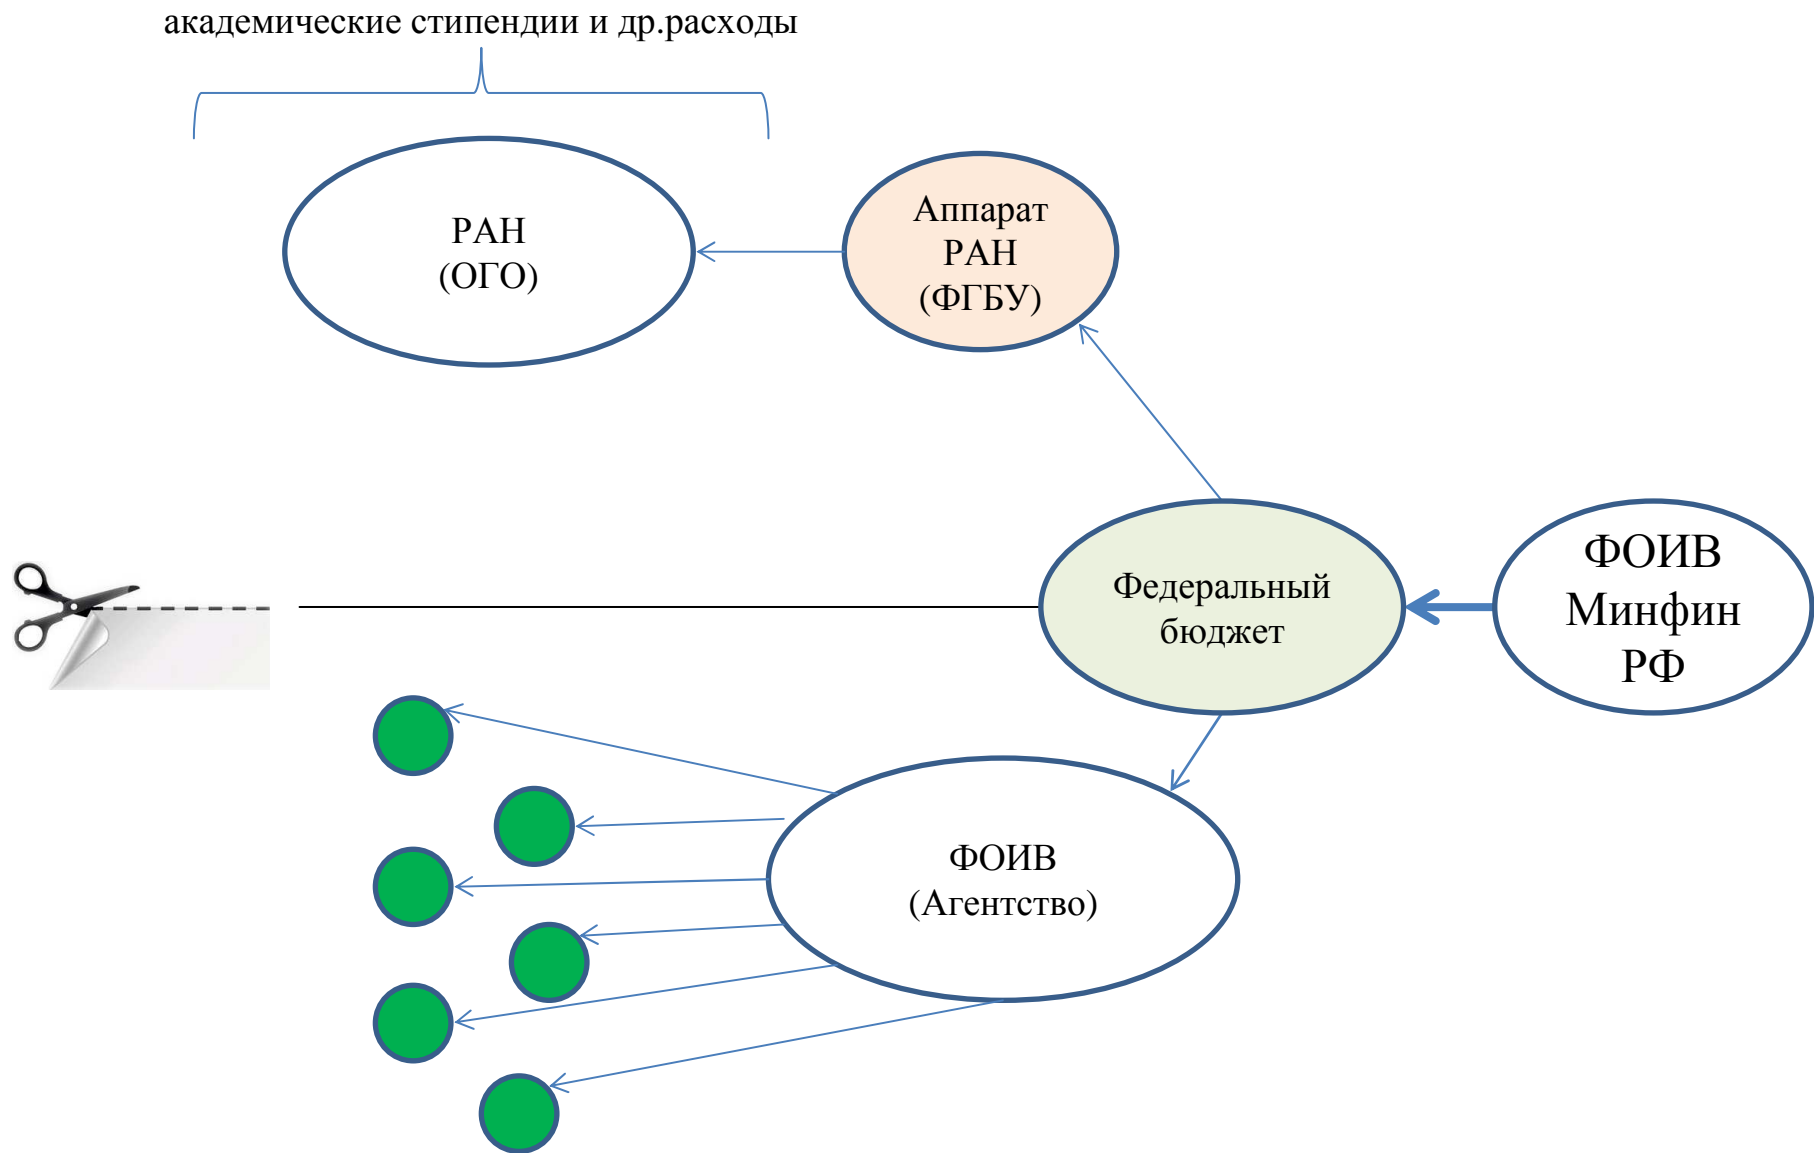 академические стипендии и др.расходы
РАН
(ОГО)
Аппарат
РАН
(ФГБУ)
Федеральный
бюджет
ФОИВ
Минфин
РФ
ФОИВ
(Агентство)